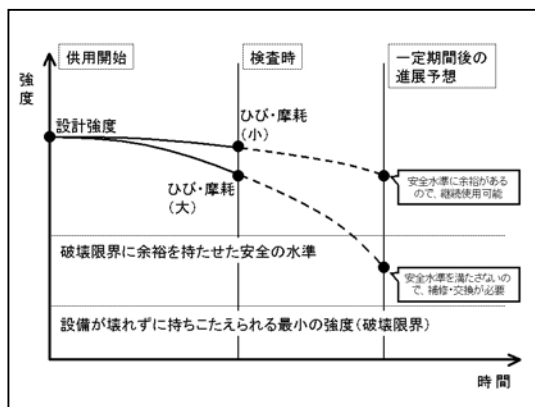 供用開始
検査時
一定期間後の
進展予想
強度
設計強度
ひび・摩耗
(小)
ひび・摩耗
(大)
安全水準に余裕がある
ので、継続使用可能
破壊限界に余裕を持たせた安全の水準
安全水準を満たさないの
で、補修・交換が必要
設備が壊れずに持ちこたえられる最小の強度(破壊限界)
時間